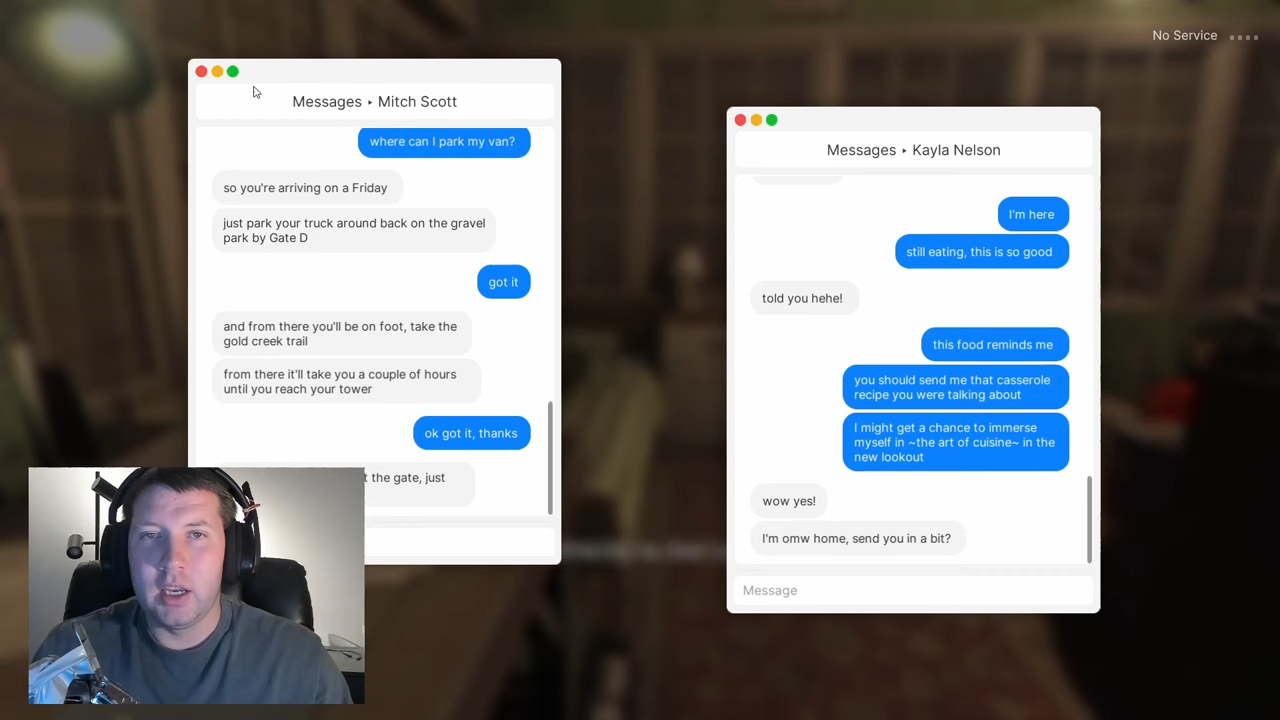 No Service
Messages ▸ Mitch Scott
where can I park my van?
so you're arriving on a Friday
just park your truck around back on the gravel
park by Gate D
got it
and from there you'll be on foot, take the
gold creek trail
from there it'll take you a couple of hours
until you reach your tower
ok got it, thanks
t the gate, just
Messages ▸ Kayla Nelson
I'm here
still eating, this is so good
told you hehe!
this food reminds me
you should send me that casserole
recipe you were talking about
I might get a chance to immerse
myself in ~the art of cuisine~ in the
new lookout
wow yes!
I'm omw home, send you in a bit?
Message